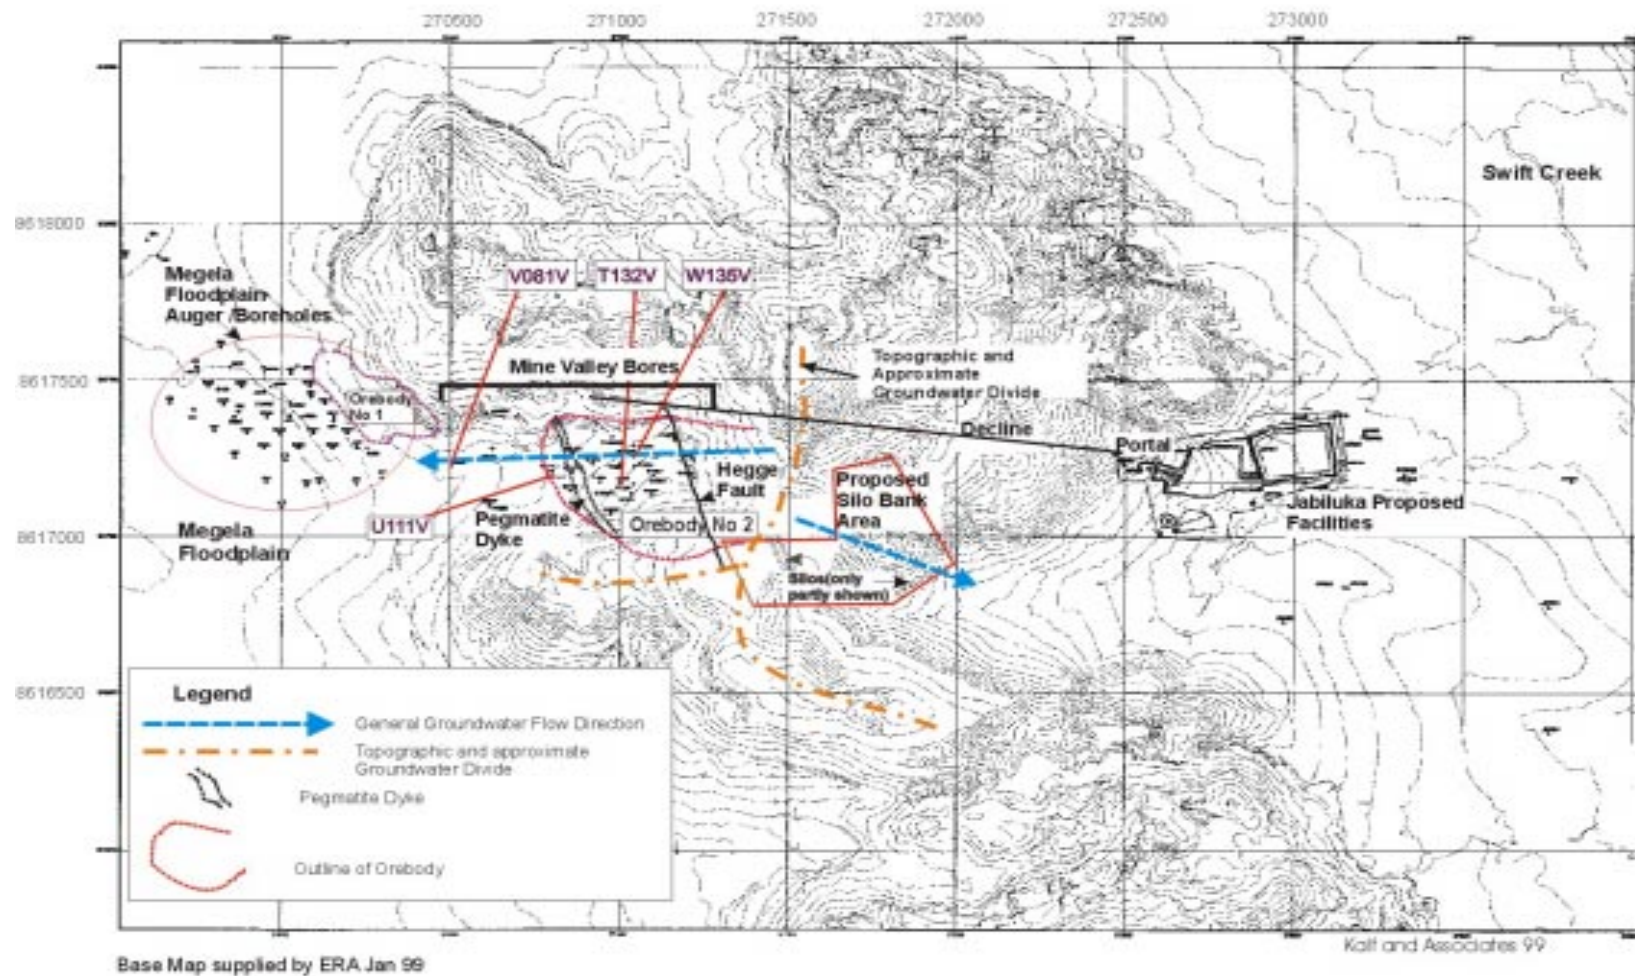 270500 271000 271500 272000 272500 273000
Swift Creek
8618000
Megela
Floodplain
Auger /Boreholes
V081V T132V W135V
Mine Valley Bores
Topographic and
Approximate
Groundwater Divide
8617500
Orebody
No 1
Decline
Portal
Hegge
Fault
Proposed
Silo Bank
Area
Jabiluka Proposed
Facilities
U111V
Pegmatite
Dyke
Orebody No 2
Megela
Floodplain
8617000
Silos(only
partly shown)
8616500
Legend
General Groundwater Flow Direction
Topographic and approximate
Groundwater Divide
Pegmatite Dyke
Outline of Orebody
Kalf and Associates 99
Base Map supplied by ERA Jan 99